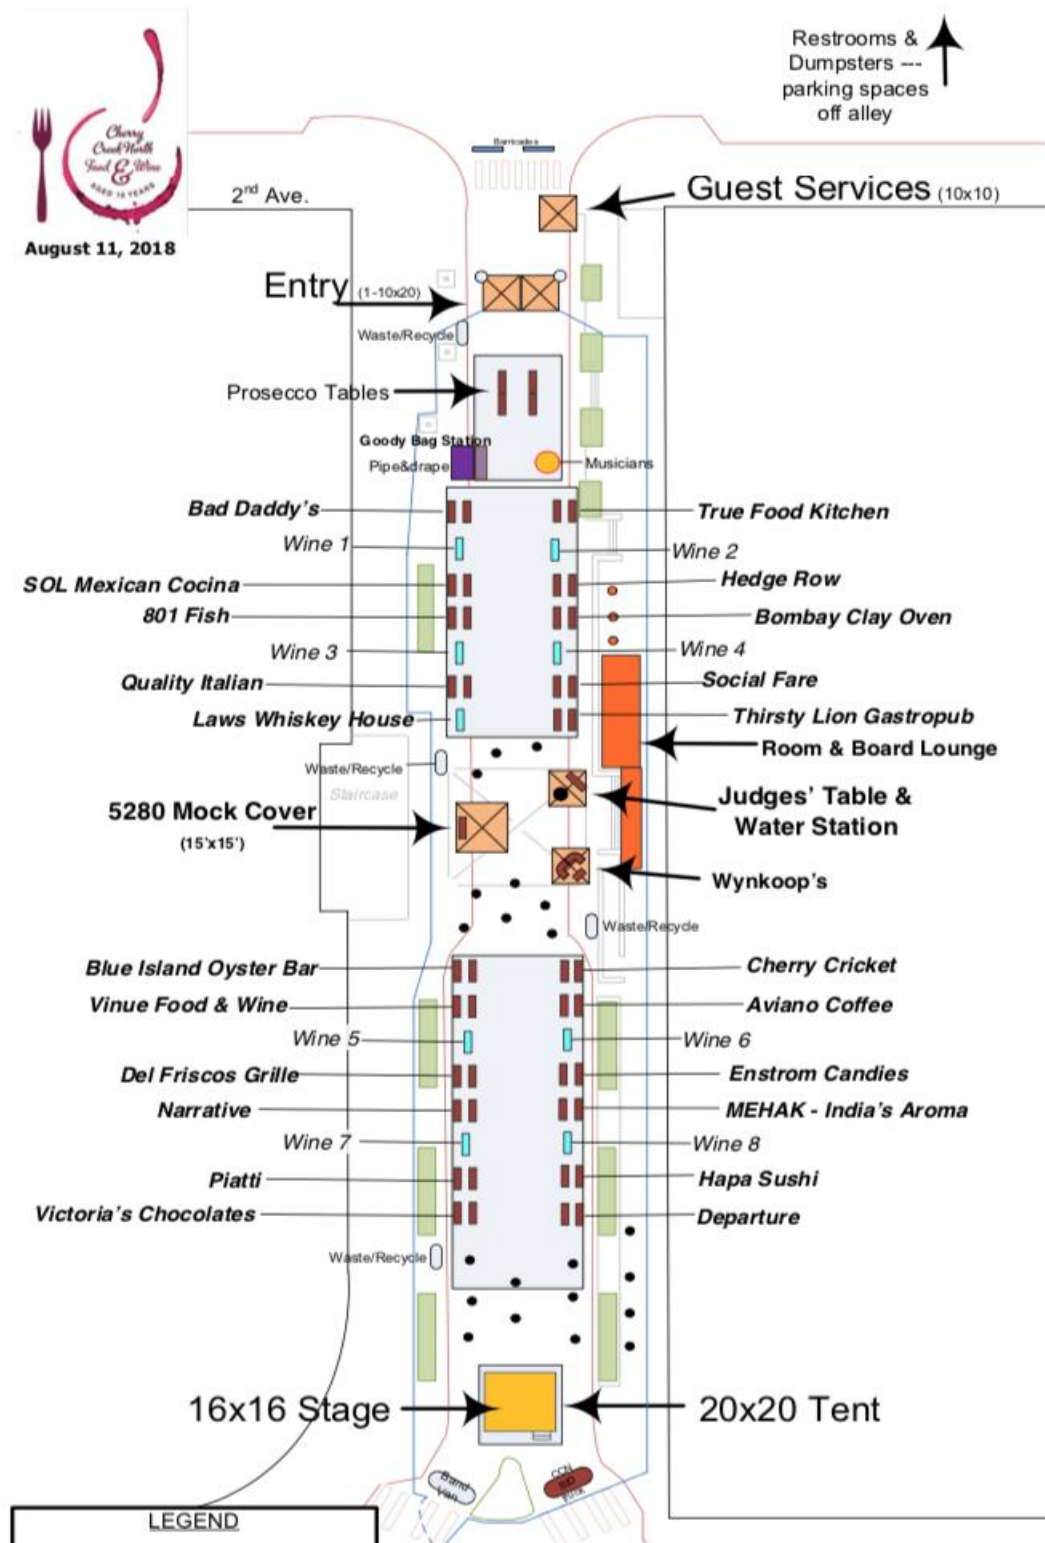 Cherry
Creek North
Food & Wine
AGED 10 YEARS
August 11, 2018
Restrooms &
Dumpsters ---
parking spaces
off alley
Barricades
2nd Ave.
Guest Services (10x10)
Entry (1-10x20)
Waste/Recycle
Prosecco Tables
Goody Bag Station
Pipe&drape
Musicians
Bad Daddy's
True Food Kitchen
Wine 1
Wine 2
SOL Mexican Cocina
Hedge Row
801 Fish
Bombay Clay Oven
Wine 3
Wine 4
Quality Italian
Social Fare
Laws Whiskey House
Thirsty Lion Gastropub
Room & Board Lounge
Waste/Recycle
Staircase
5280 Mock Cover
(15'x15')
Judges' Table &
Water Station
Wynkoop's
Waste/Recycle
Blue Island Oyster Bar
Cherry Cricket
Vinue Food & Wine
Aviano Coffee
Wine 5
Wine 6
Del Friscos Grille
Enstrom Candies
Narrative
MEHAK - India's Aroma
Wine 7
Wine 8
Piatti
Hapa Sushi
Victoria's Chocolates
Departure
Waste/Recycle
16x16 Stage
20x20 Tent
Band
Van
CCN
BID
LEGEND